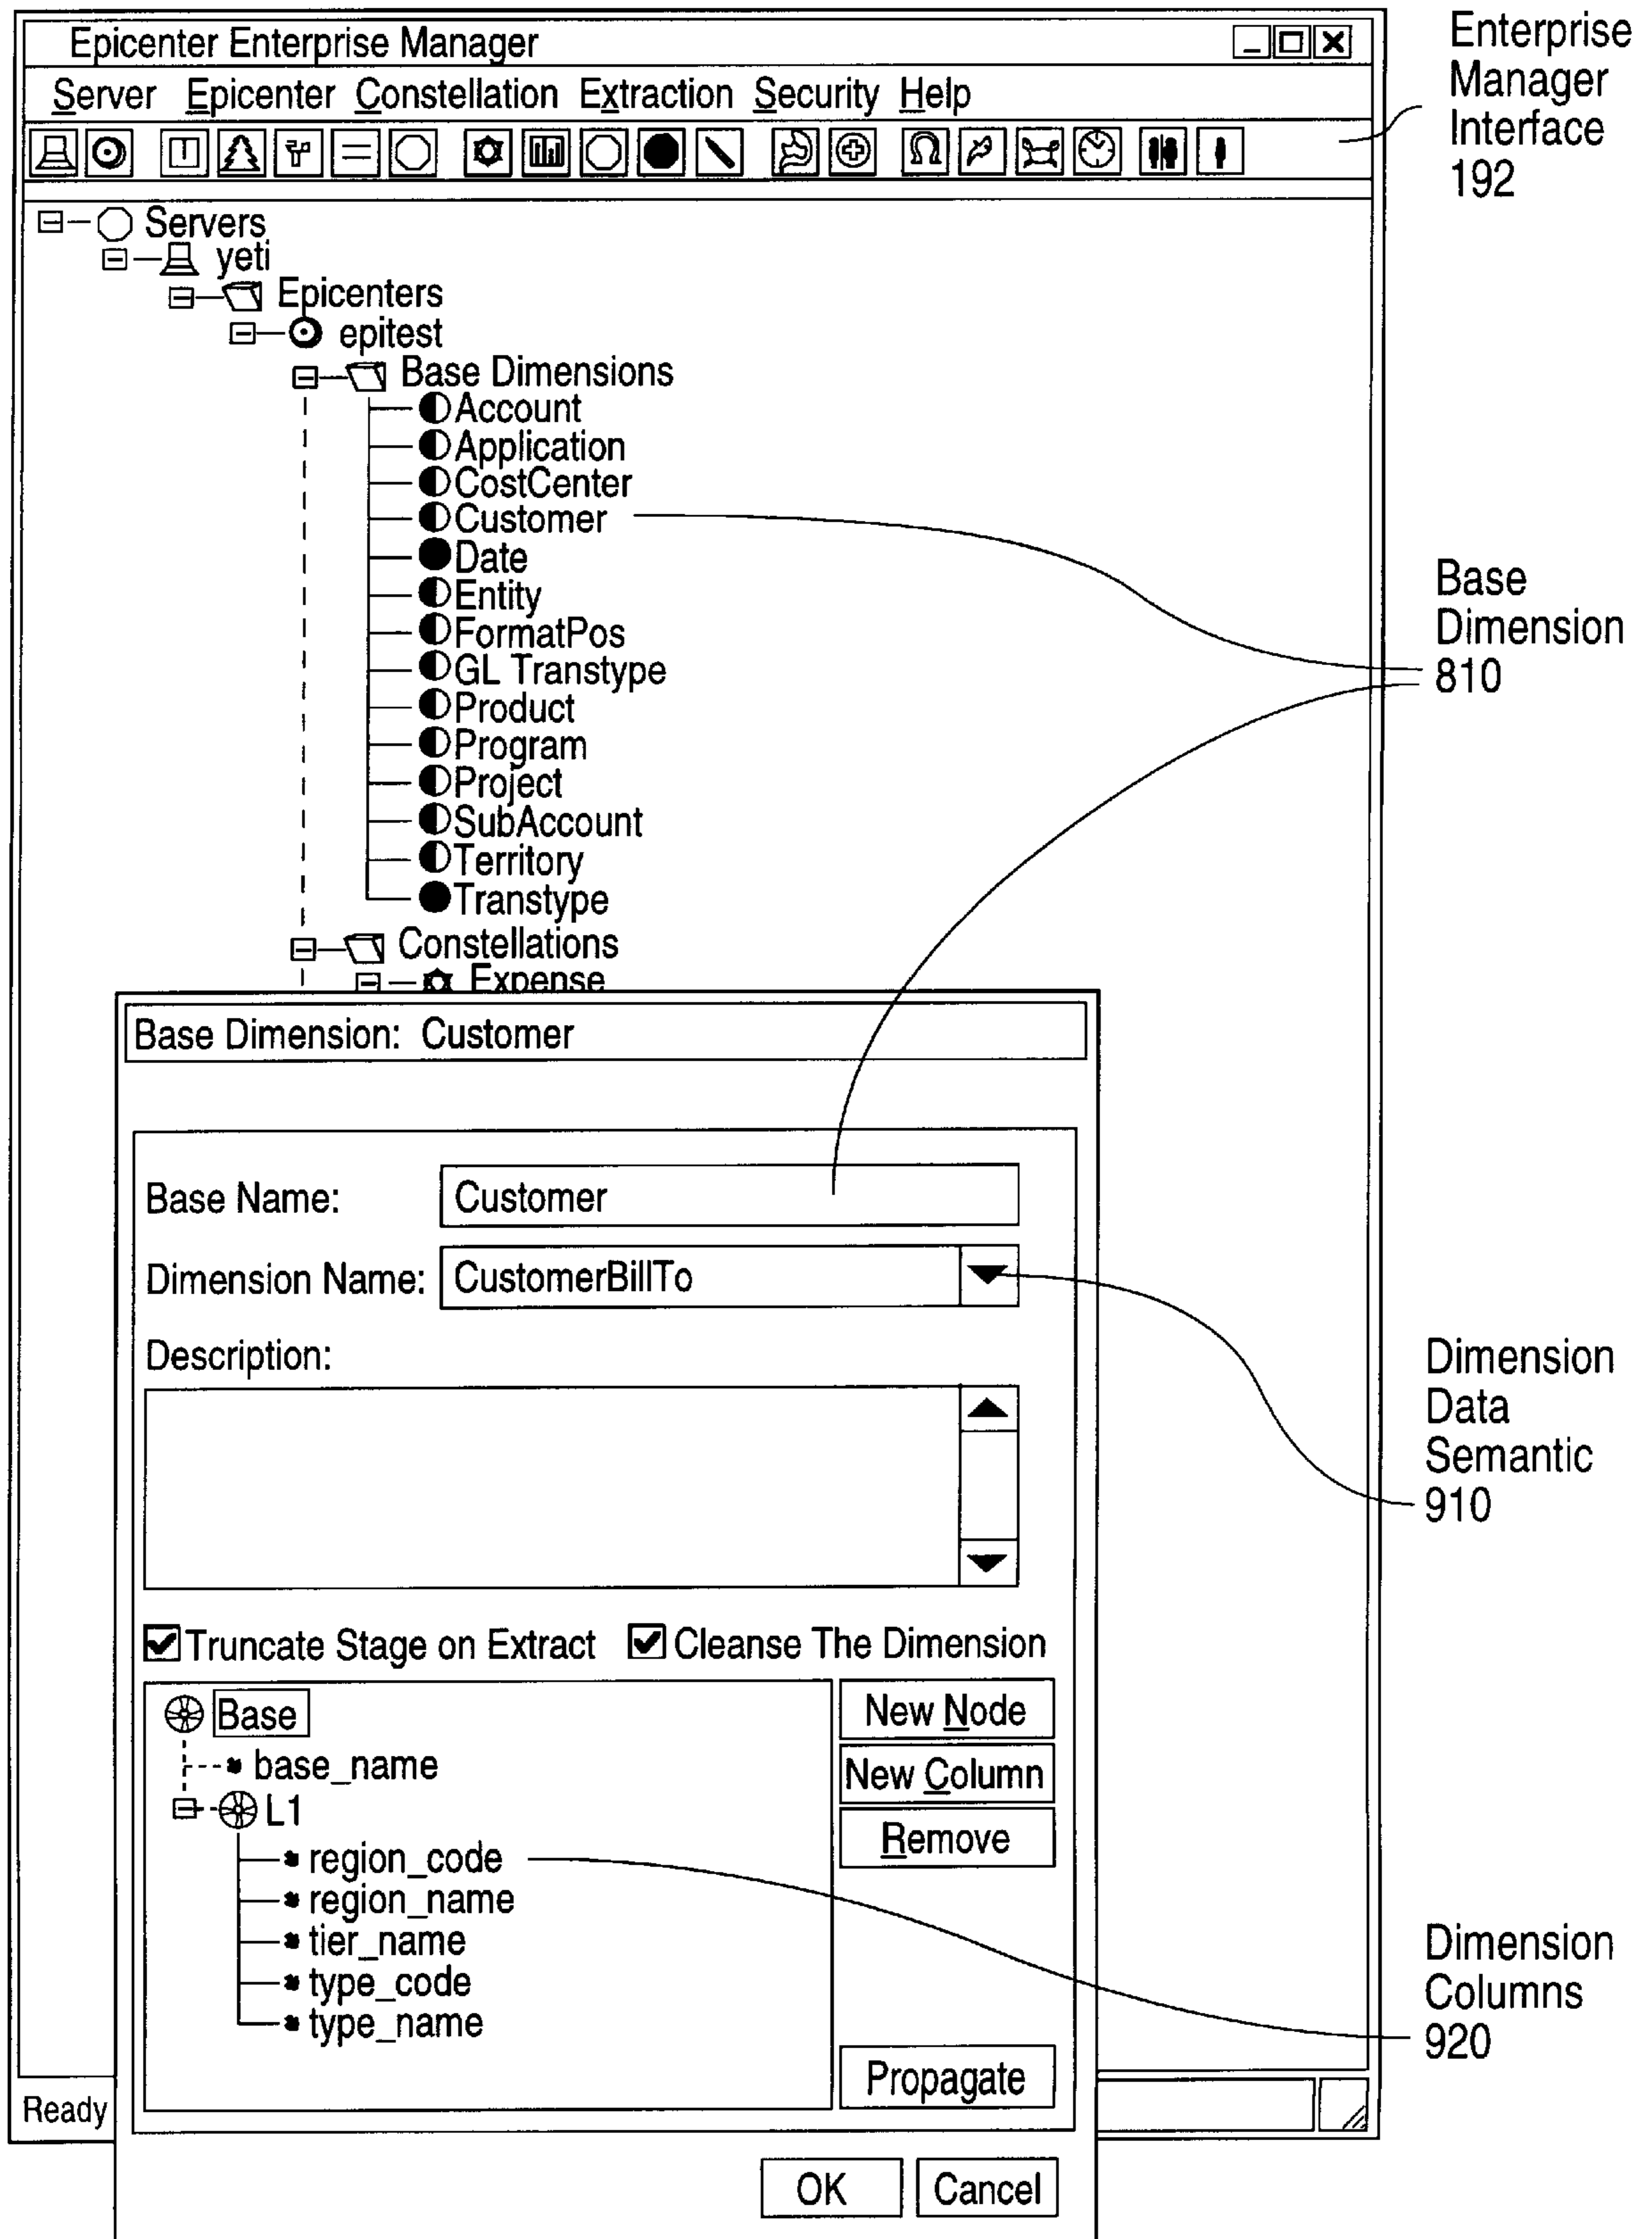 Epicenter Enterprise Manager
Server Epicenter Constellation Extraction Security Help
Servers
yeti
Epicenters
epitest
Base Dimensions
Account
Application
CostCenter
Customer
Date
Entity
FormatPos
GL Transtype
Product
Program
Project
SubAccount
Territory
Transtype
Constellations
Expense
Base Dimension: Customer
Base Name: Customer
Dimension Name: CustomerBillTo
Description:
Truncate Stage on Extract Cleanse The Dimension
Base
base_name
L1
region_code
region_name
tier_name
type_code
type_name
New Node
New Column
Remove
Propagate
Ready
OK Cancel
Enterprise
Manager
Interface
192
Base
Dimension
810
Dimension
Data
Semantic
910
Dimension
Columns
920